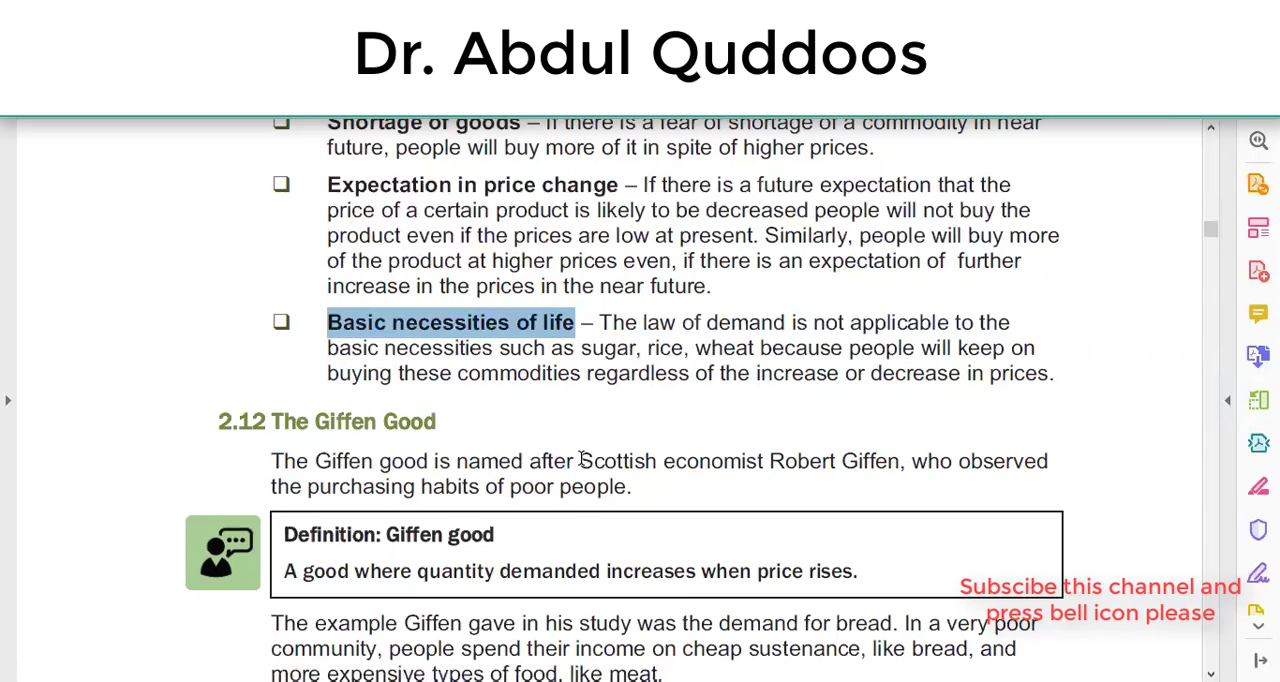 Dr. Abdul Quddoos
❑ Shortage of goods – If there is a fear of shortage of a commodity in near
future, people will buy more of it in spite of higher prices.
❑ Expectation in price change – If there is a future expectation that the
price of a certain product is likely to be decreased people will not buy the
product even if the prices are low at present. Similarly, people will buy more
of the product at higher prices even, if there is an expectation of further
increase in the prices in the near future.
❑ Basic necessities of life – The law of demand is not applicable to the
basic necessities such as sugar, rice, wheat because people will keep on
buying these commodities regardless of the increase or decrease in prices.
2.12 The Giffen Good
The Giffen good is named after Scottish economist Robert Giffen, who observed
the purchasing habits of poor people.
Definition: Giffen good
A good where quantity demanded increases when price rises.
Subscibe this channel and
press bell icon please
The example Giffen gave in his study was the demand for bread. In a very poor
community, people spend their income on cheap sustenance, like bread, and
more expensive types of food, like meat.